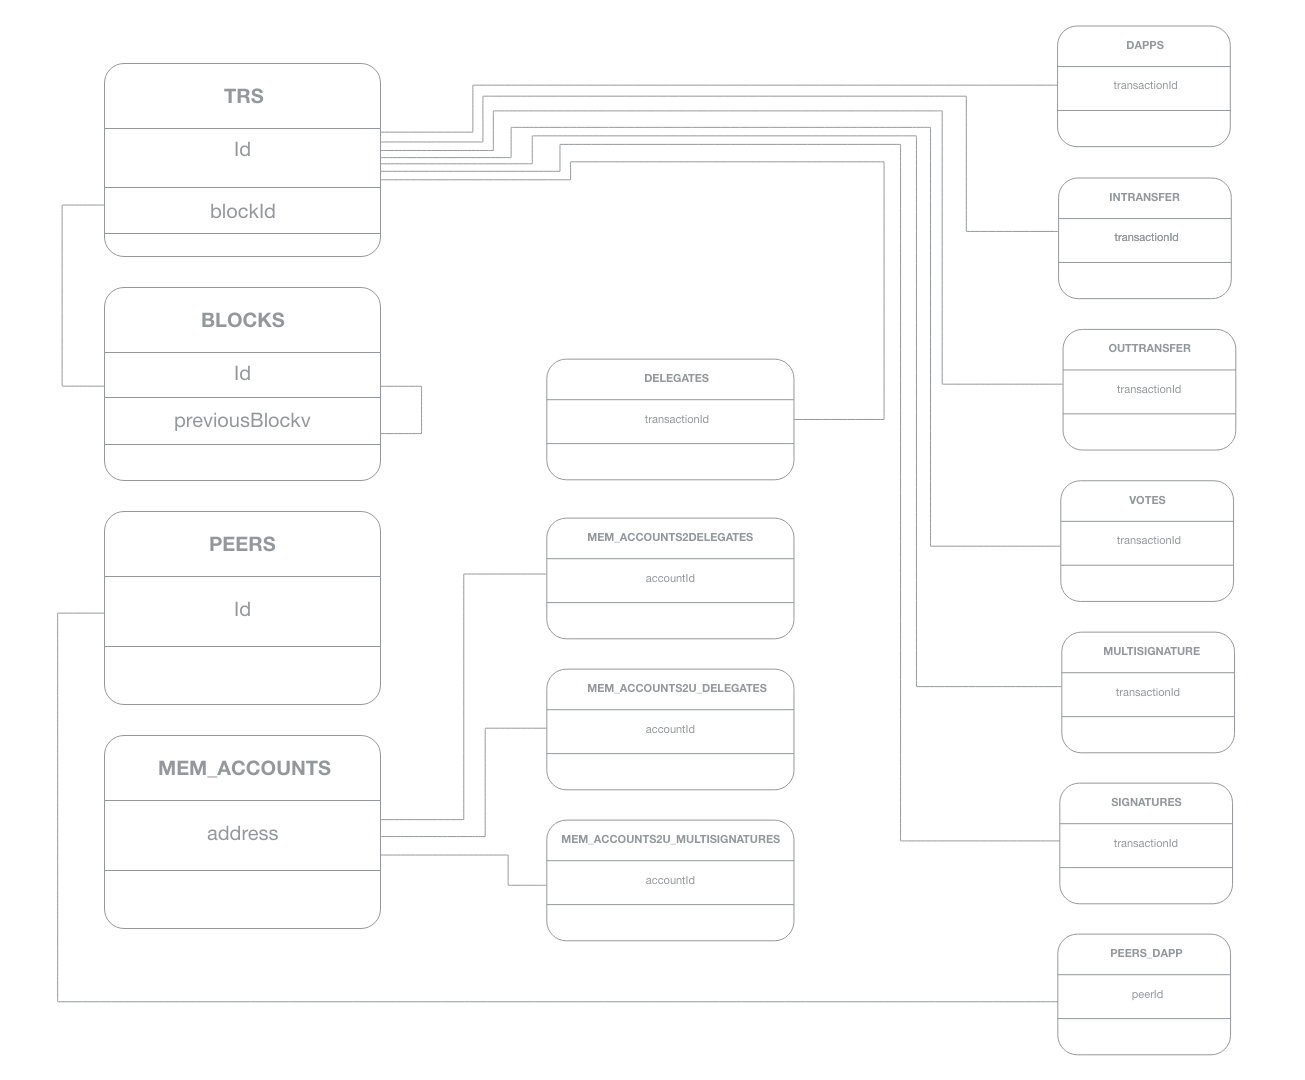 TRS
Id
blockId
BLOCKS
Id
previousBlockv
PEERS
Id
MEM_ACCOUNTS
address
DELEGATES
transactionId
MEM_ACCOUNTS2DELEGATES
accountId
MEM_ACCOUNTS2U_DELEGATES
accountId
MEM_ACCOUNTS2U_MULTISIGNATURES
accountId
DAPPS
transactionId
INTRANSFER
transactionId
OUTTRANSFER
transactionId
VOTES
transactionId
MULTISIGNATURE
transactionId
SIGNATURES
transactionId
PEERS_DAPP
peerId